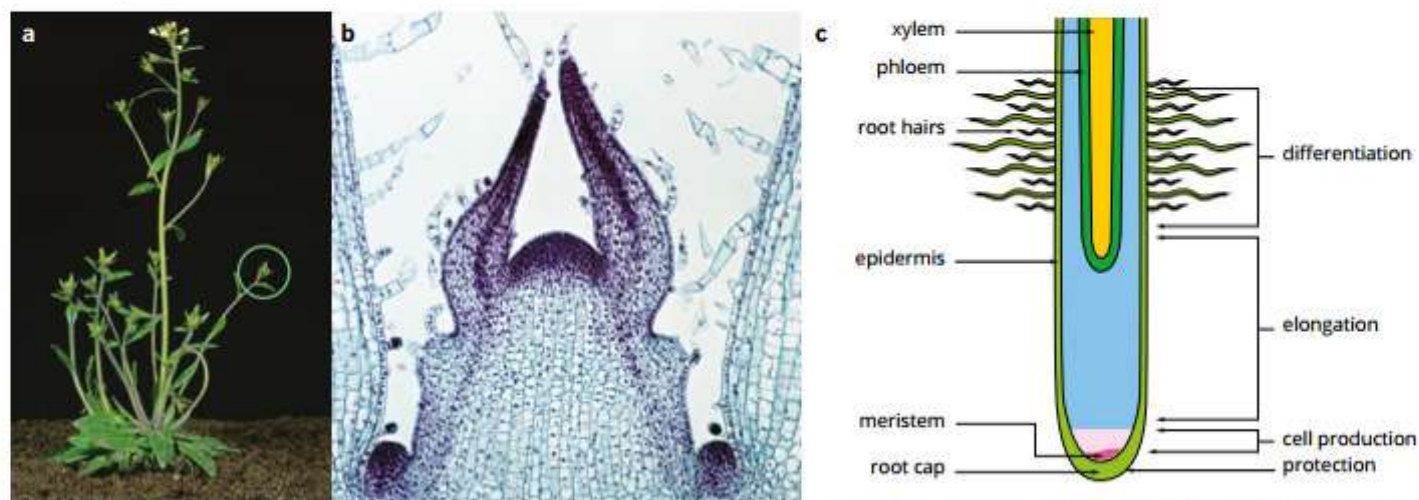 a
b
c
xylem
phloem
root hairs
differentiation
epidermis
elongation
meristem
cell production
root cap
protection